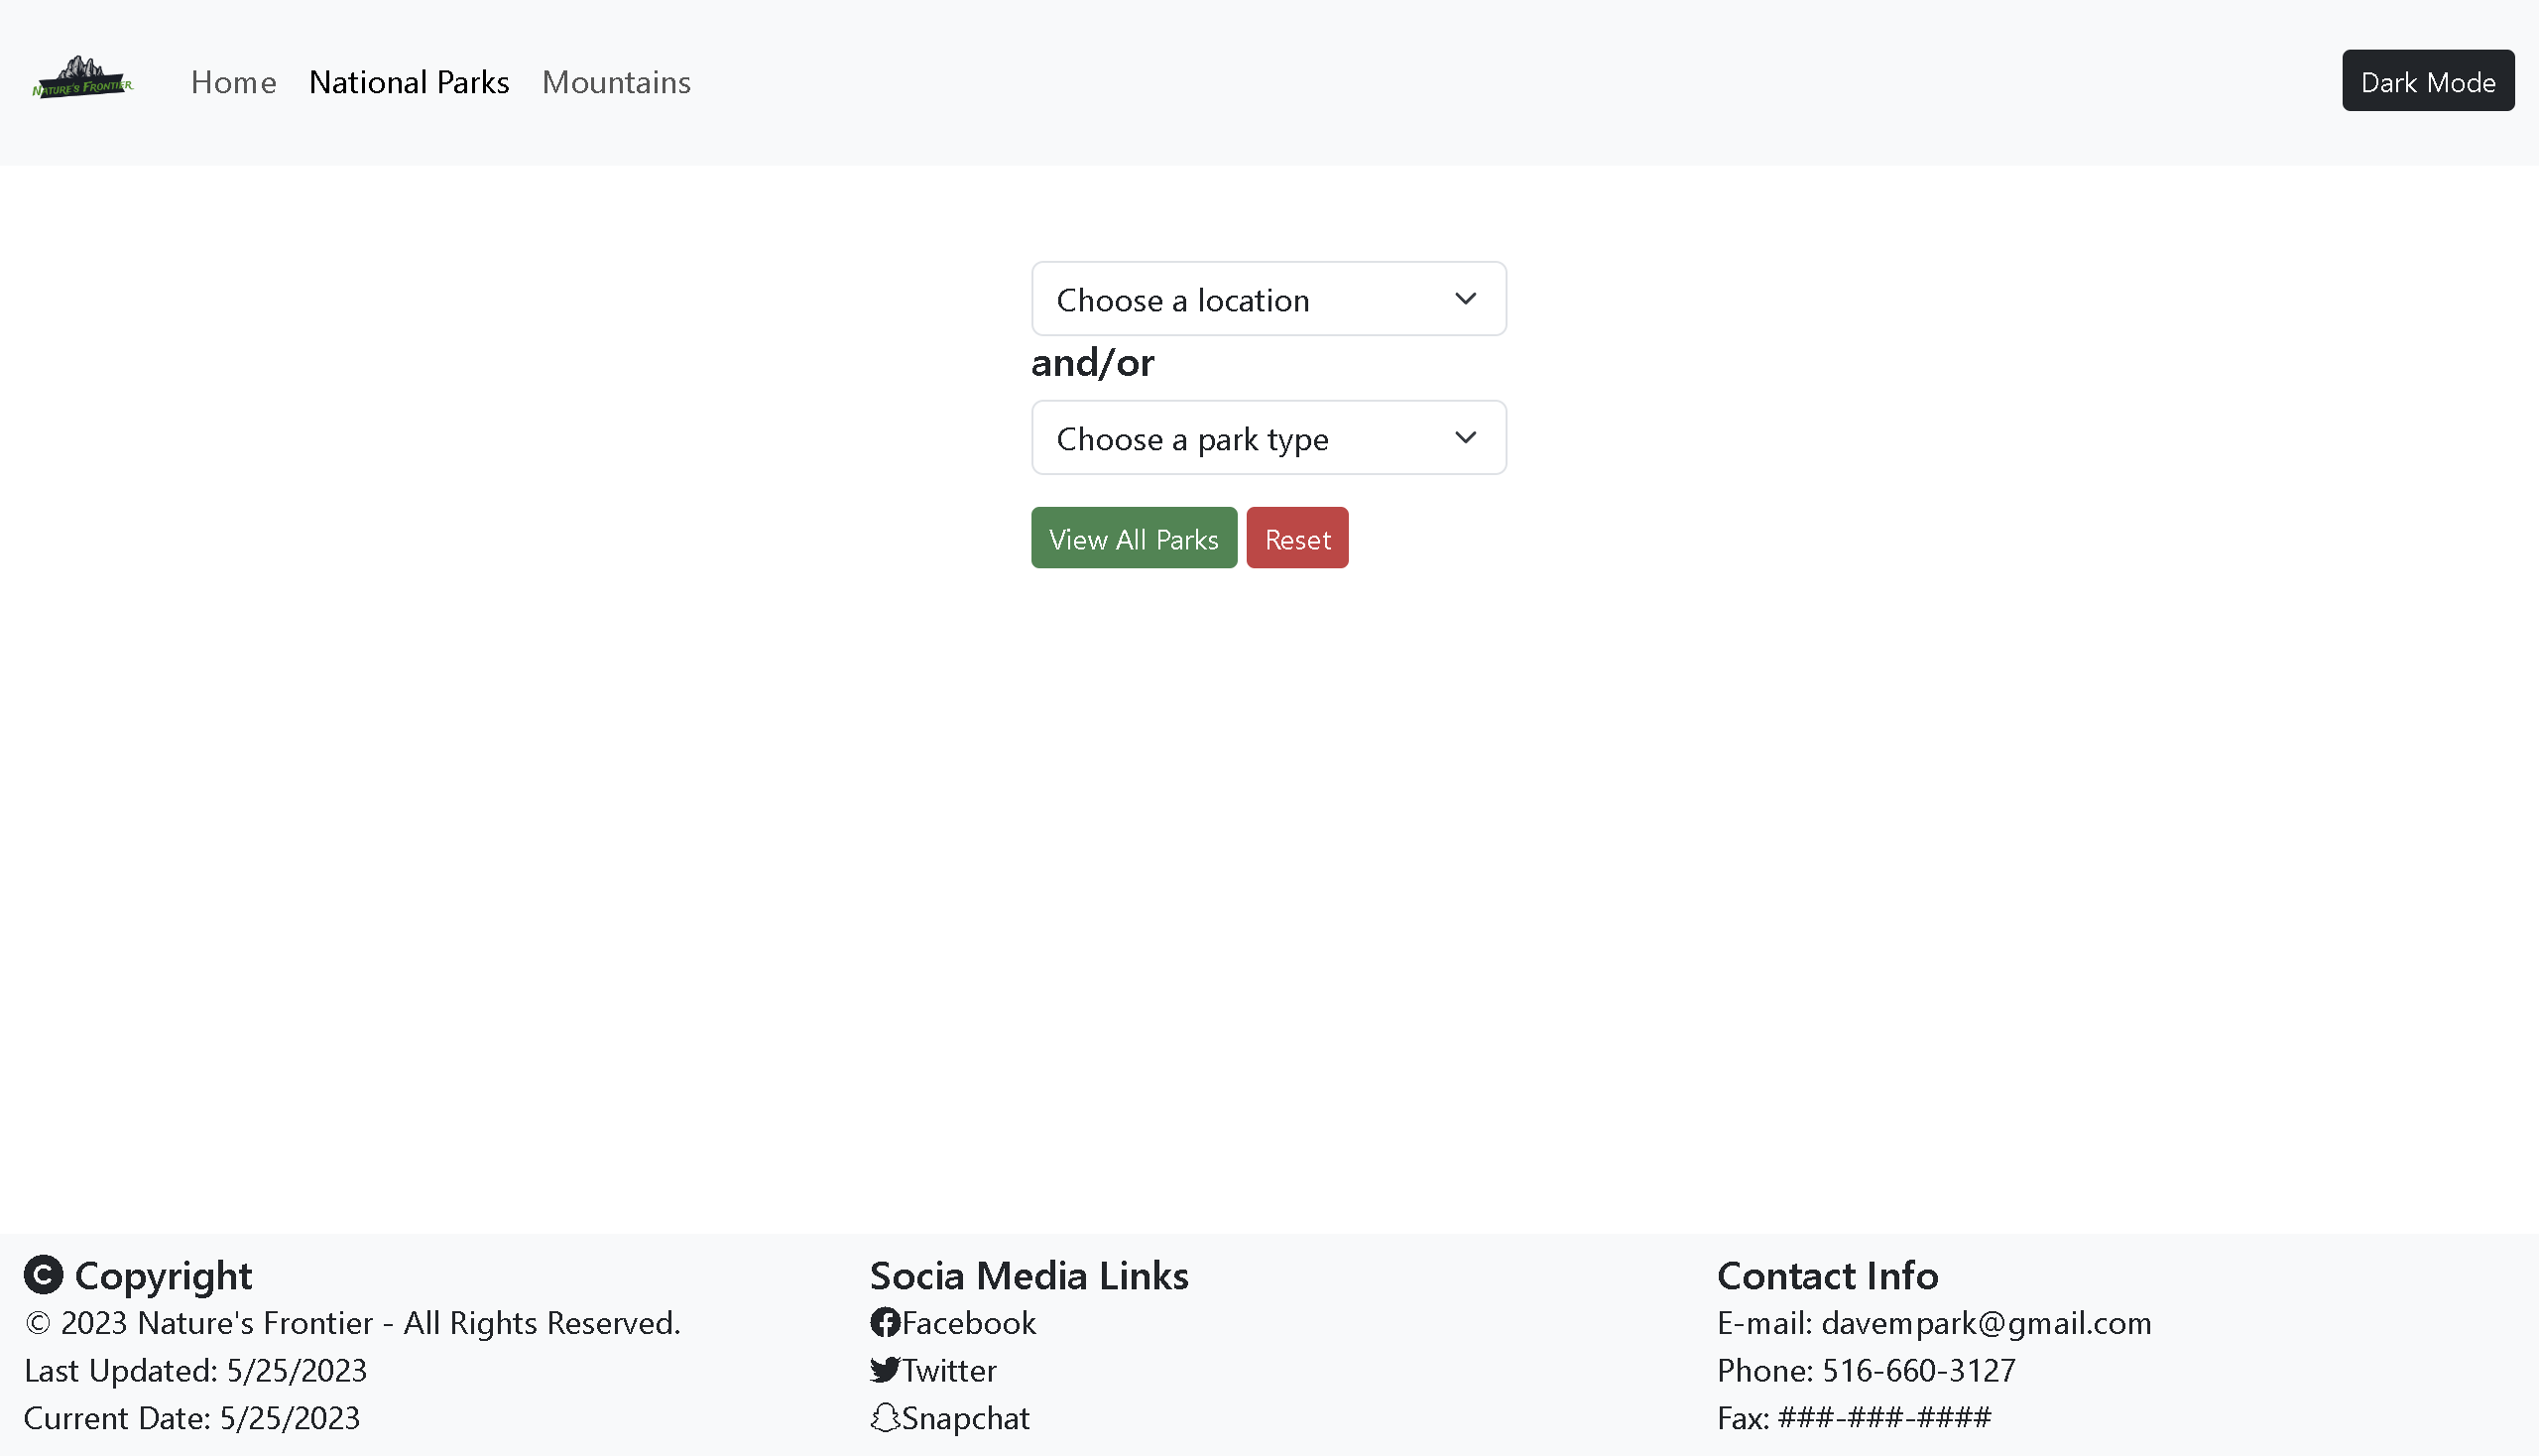 NATURE'S FRONTIER
Home National Parks Mountains
Dark Mode
Choose a location
and/or
Choose a park type
View All Parks Reset
Copyright
© 2023 Nature's Frontier - All Rights Reserved.
Last Updated: 5/25/2023
Current Date: 5/25/2023
Socia Media Links
Facebook
Twitter
Snapchat
Contact Info
E-mail: davempark@gmail.com
Phone: 516-660-3127
Fax: ###-###-####